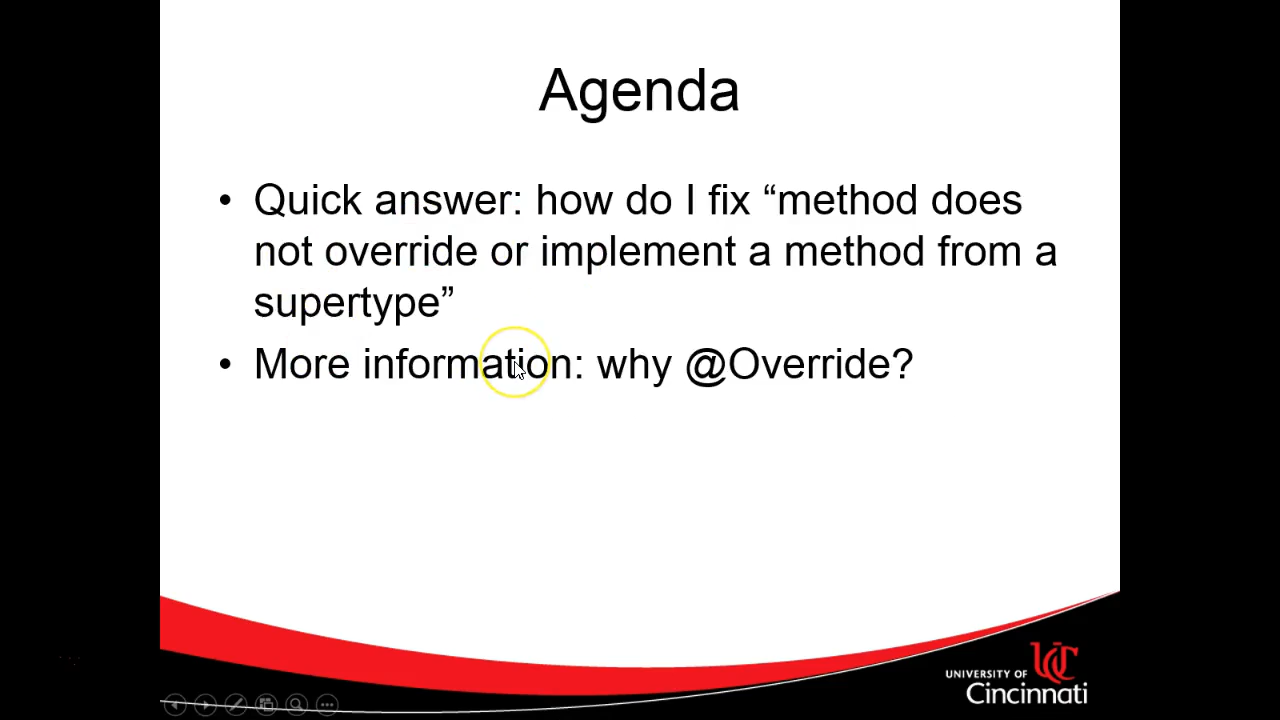 Agenda
• Quick answer: how do I fix “method does
not override or implement a method from a
supertype”
• More information: why @Override?
UNIVERSITY OF
Cincinnati